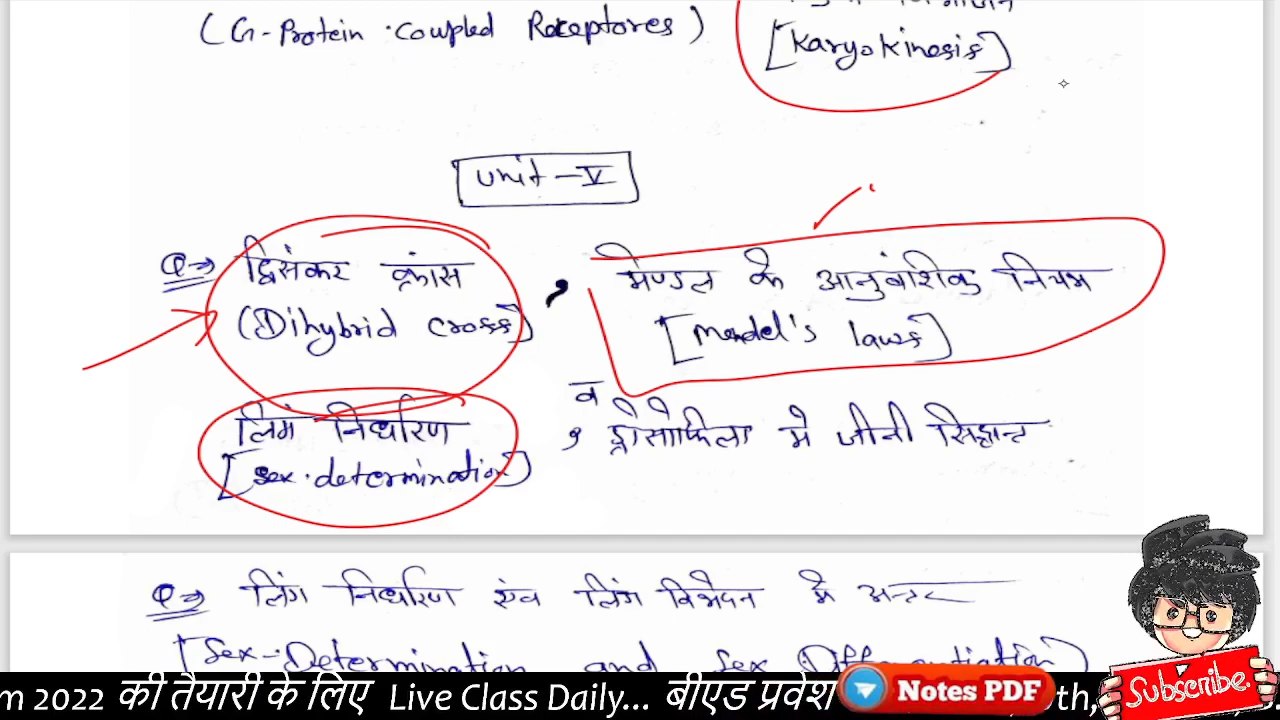 (G-Protein Coupled Receptores)
[Karyokinesis]
Unit - V
Q→ द्विसंकर क्रांस , मेण्डल के आनुवंशिक नियम
(Dihybrid cross) [Mendel's laws]
व
लिंग निर्धारण , ड्रोसोफिला मे जीनी सिद्धान्त
[sex determination]
Q→ लिंग निर्धारण एंव लिंग विभेदन मे अन्तर
[Sex-Determination and Sex Differentiation]
m 2022 की तैयारी के लिए Live Class Daily... बीएड प्रवेश
Notes PDF
th,
Subscribe